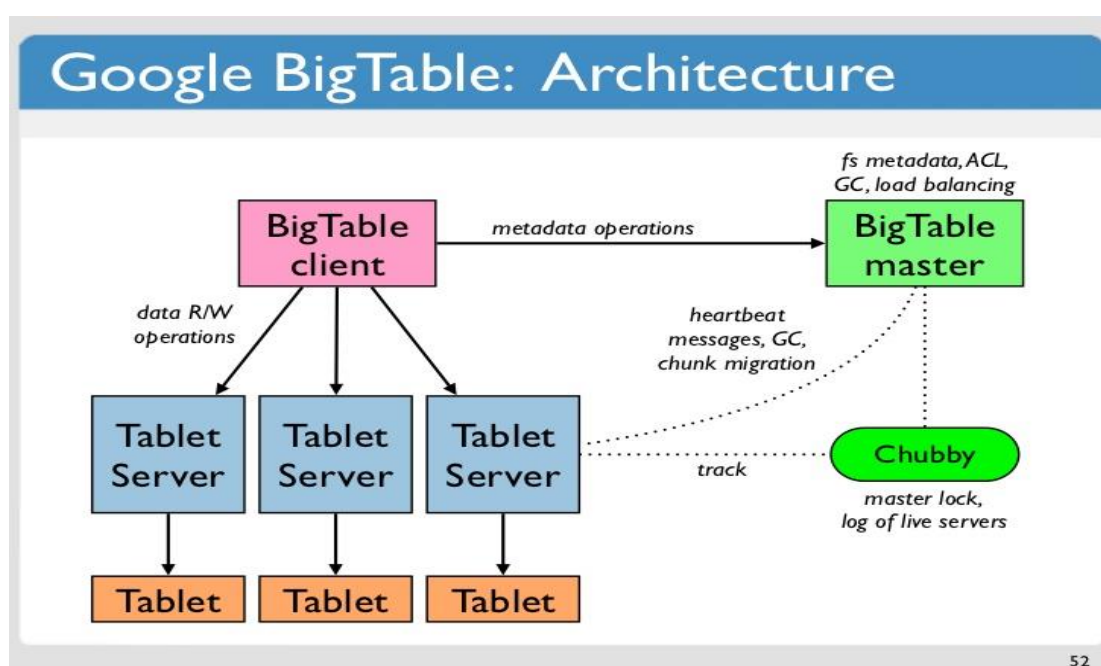 Google BigTable: Architecture
fs metadata, ACL,
GC, load balancing
BigTable
client
metadata operations
BigTable
master
data R/W
operations
heartbeat
messages, GC,
chunk migration
Tablet
Server
Tablet
Server
Tablet
Server
track
Chubby
master lock,
log of live servers
Tablet
Tablet
Tablet
52